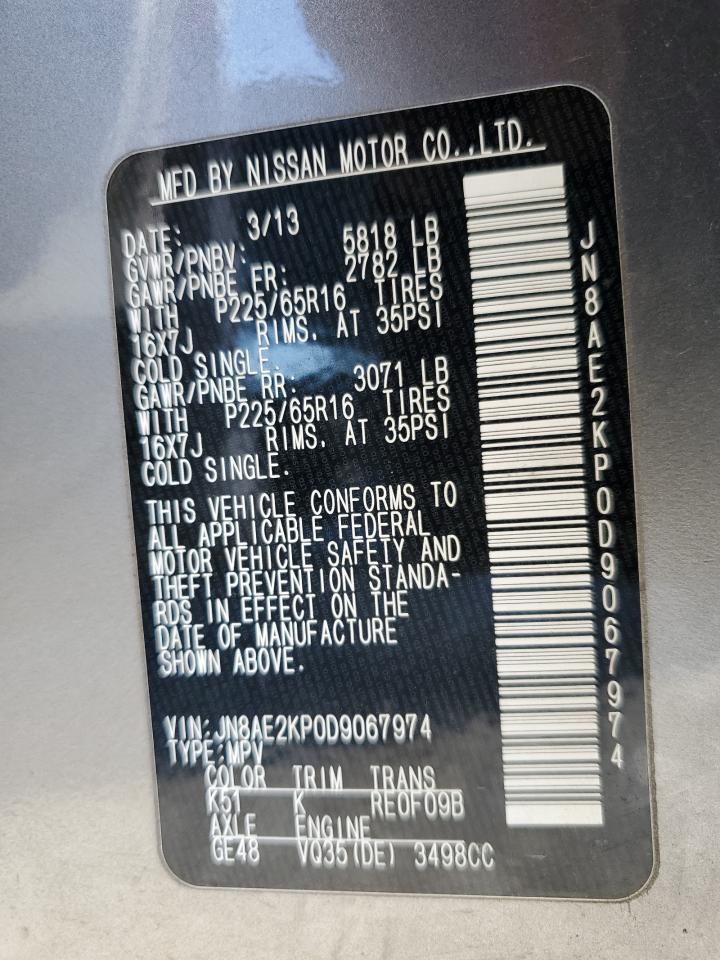 MFD BY NISSAN MOTOR CO.,LTD.
DATE: 3/13
GVWR/PNBV: 5818 LB
GAWR/PNBE FR: 2782 LB
WITH P225/65R16 TIRES
16X7J RIMS, AT 35PSI
COLD SINGLE.
GAWR/PNBE RR: 3071 LB
WITH P225/65R16 TIRES
16X7J RIMS, AT 35PSI
COLD SINGLE.
THIS VEHICLE CONFORMS TO
ALL APPLICABLE FEDERAL
MOTOR VEHICLE SAFETY AND
THEFT PREVENTION STANDA-
RDS IN EFFECT ON THE
DATE OF MANUFACTURE
SHOWN ABOVE.
VIN:JN8AE2KP0D9067974
TYPE:MPV
COLOR TRIM TRANS
K51 K RE0F09B
AXLE ENGINE
GE48 VQ35(DE) 3498CC
JN8AE2KP0D9067974